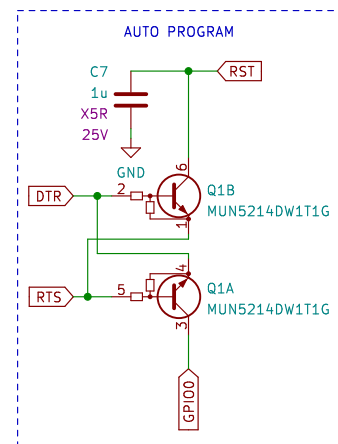 AUTO PROGRAM
C7
1u
X5R
25V
RST
GND
DTR
2
6
1
Q1B
MUN5214DW1T1G
RTS
5
4
3
Q1A
MUN5214DW1T1G
GPIO0